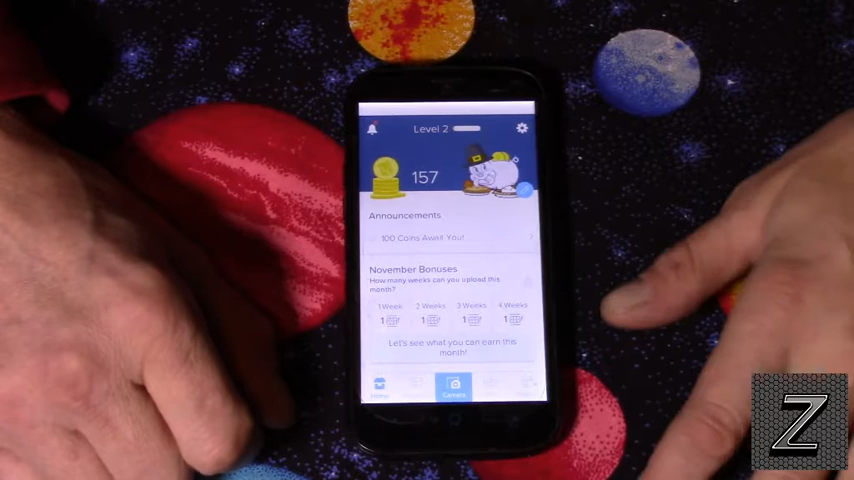 Level 2
157
Announcements
100 Coins Await You!
November Bonuses
How many weeks can you upload this
month?
1 Week 2 Weeks 3 Weeks 4 Weeks
1 1 1 1
Let's see what you can earn this
month!
Home Camera
Z